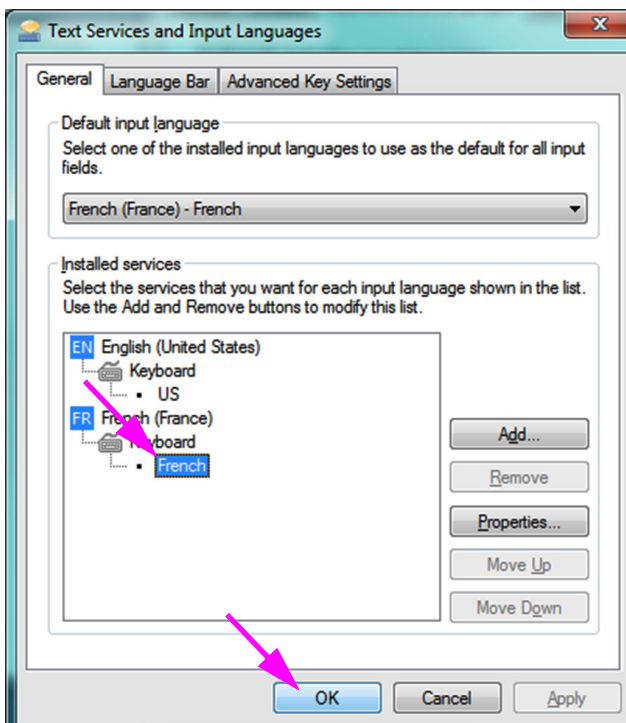 Text Services and Input Languages
General Language Bar Advanced Key Settings
Default input language
Select one of the installed input languages to use as the default for all input
fields.
French (France) - French
Installed services
Select the services that you want for each input language shown in the list.
Use the Add and Remove buttons to modify this list.
EN English (United States)
Keyboard
US
FR French (France)
Keyboard
French
Add...
Remove
Properties...
Move Up
Move Down
OK Cancel Apply